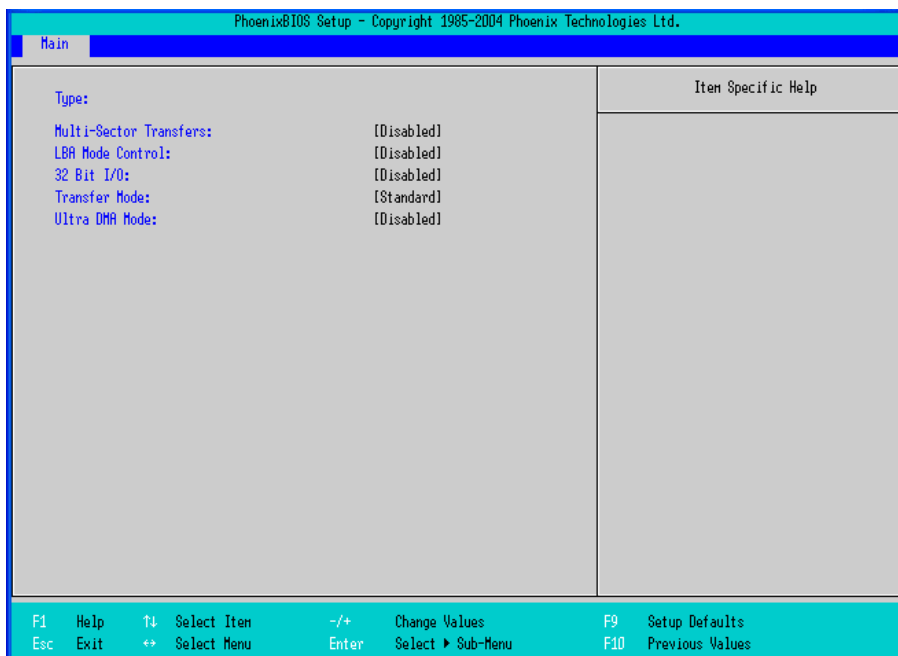 PhoenixBIOS Setup - Copyright 1985-2004 Phoenix Technologies Ltd.
Main
Item Specific Help
Type:
Multi-Sector Transfers: [Disabled]
LBA Mode Control: [Disabled]
32 Bit I/O: [Disabled]
Transfer Mode: [Standard]
Ultra DMA Mode: [Disabled]
F1 Help ↑↓ Select Item -/+ Change Values F9 Setup Defaults
Esc Exit ↔ Select Menu Enter Select ▶ Sub-Menu F10 Previous Values